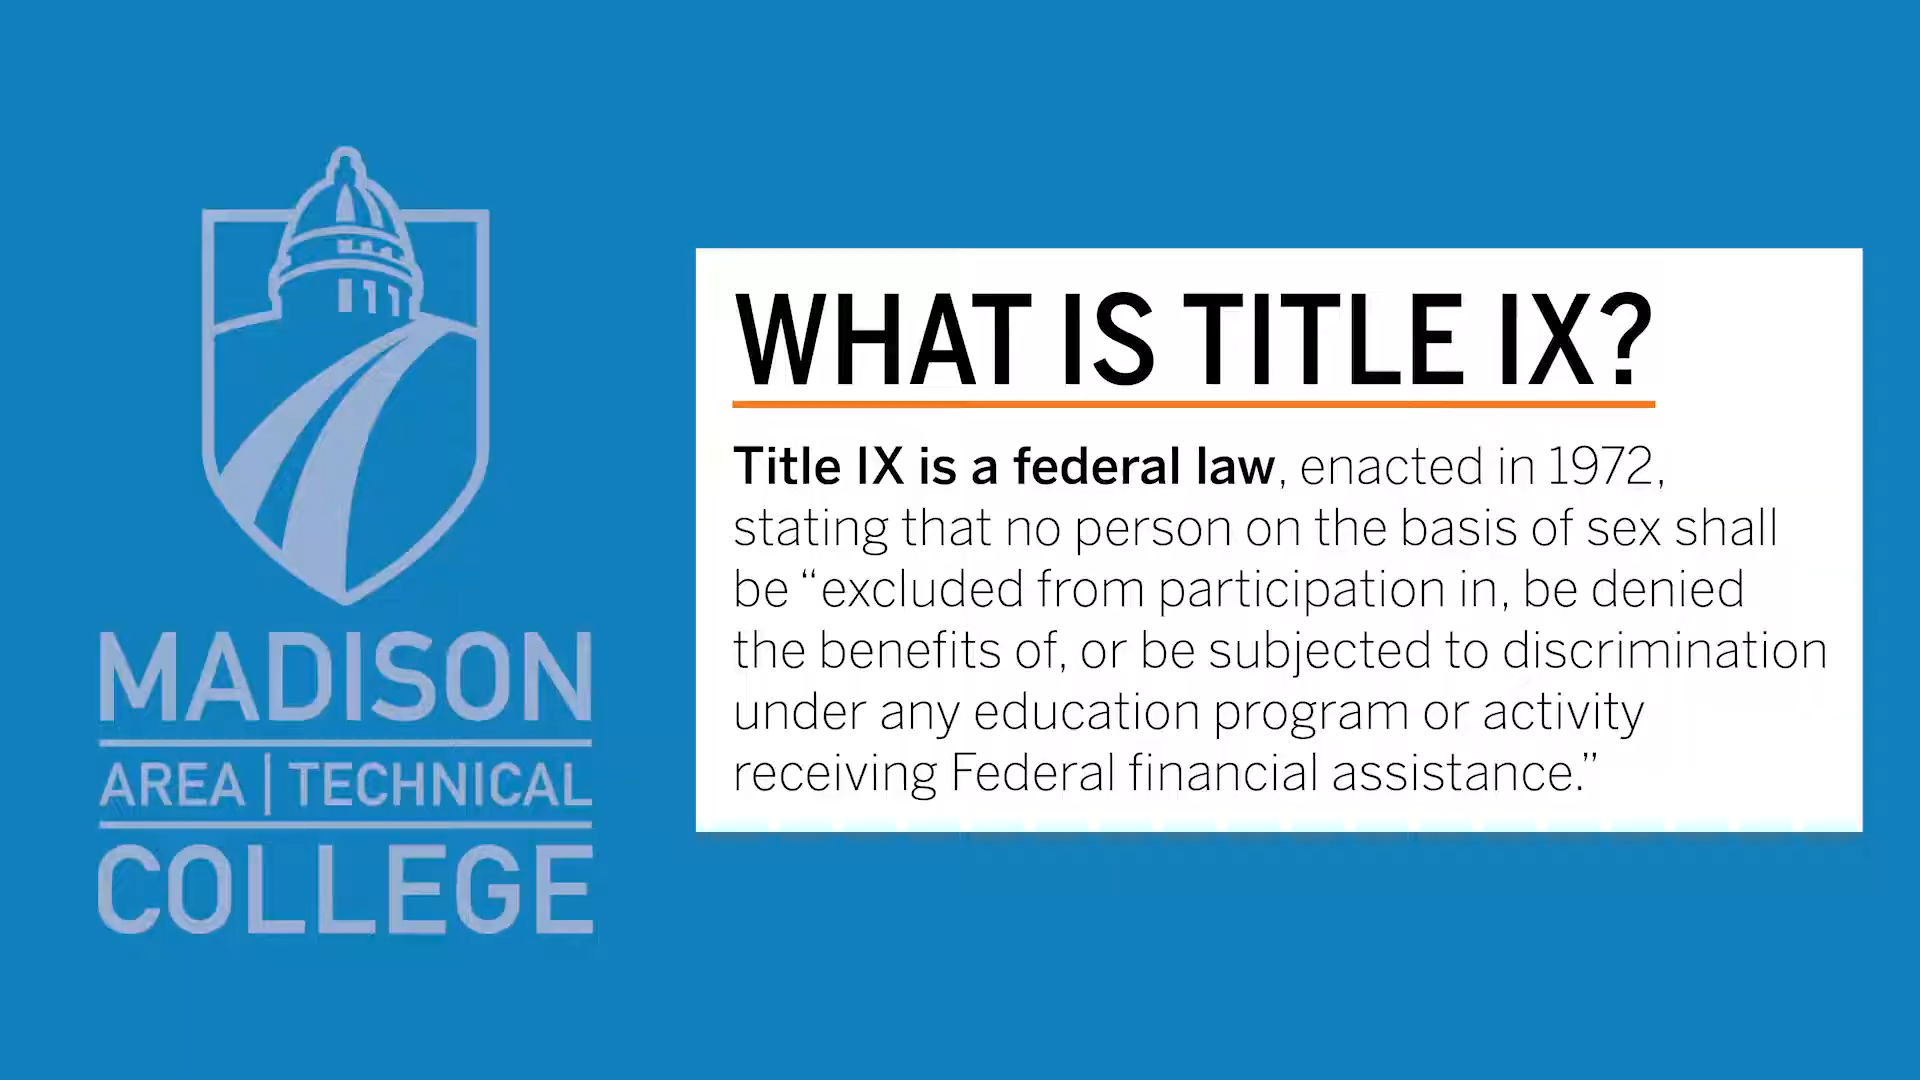 MADISON
AREA | TECHNICAL
COLLEGE
WHAT IS TITLE IX?
Title IX is a federal law, enacted in 1972,
stating that no person on the basis of sex shall
be “excluded from participation in, be denied
the benefits of, or be subjected to discrimination
under any education program or activity
receiving Federal financial assistance.”